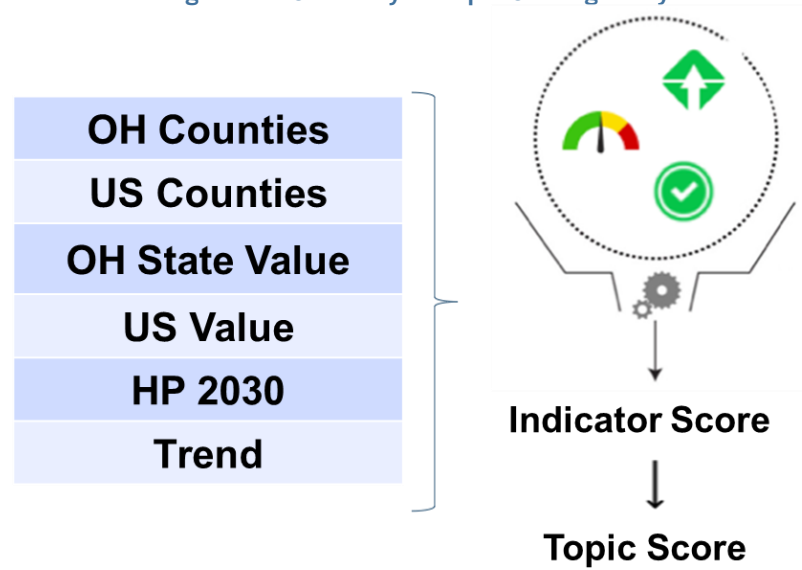 OH Counties
US Counties
OH State Value
US Value
HP 2030
Trend
Indicator Score
Topic Score